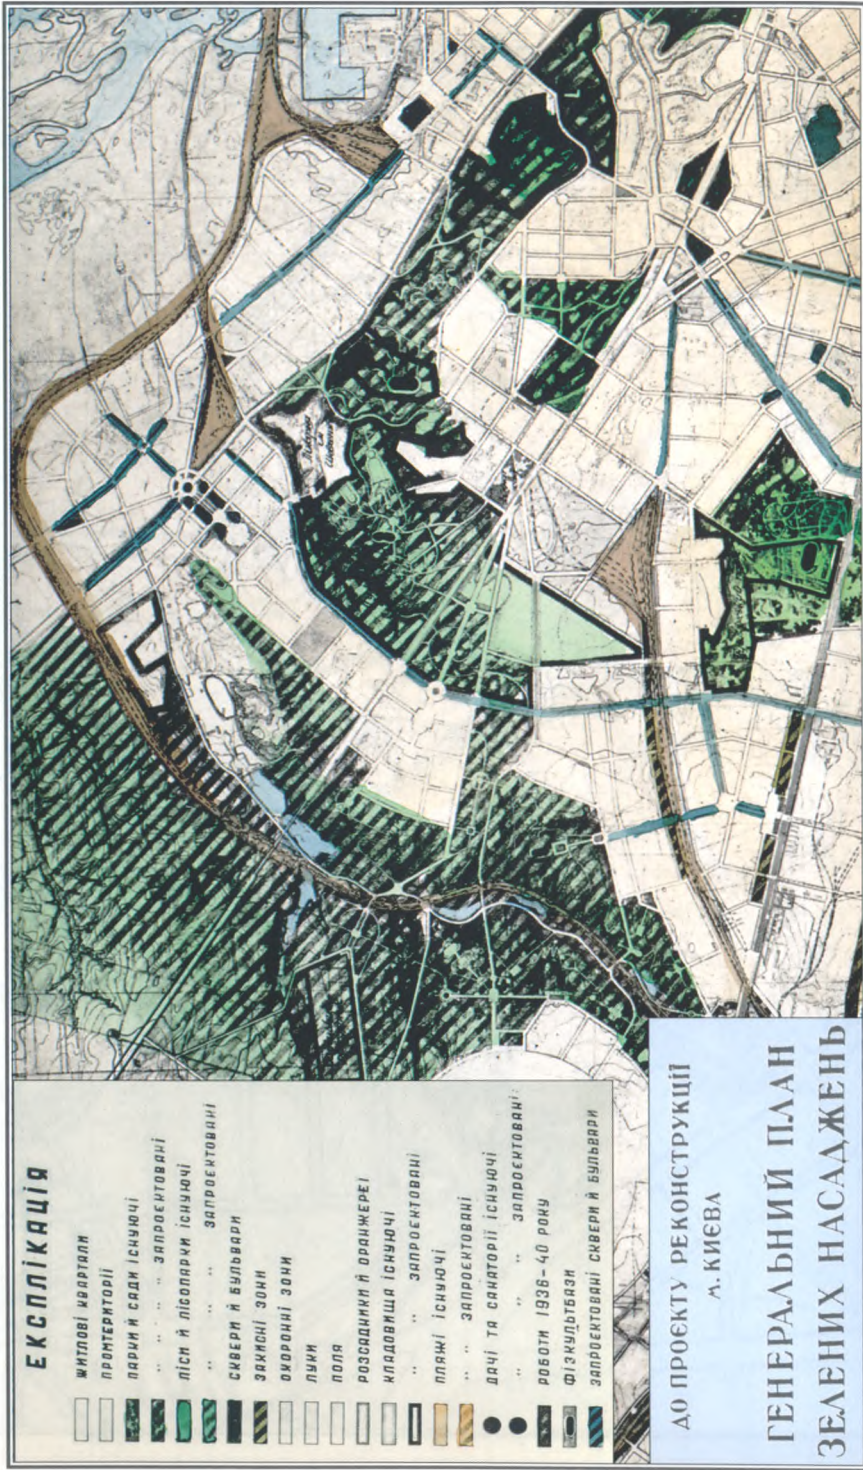 ЕКСПЛІКАЦІЯ
ЖИТЛОВІ КВАРТАЛИ
ПРОМТЕРИТОРІЇ
ПАРКИ Й САДИ ІСНУЮЧІ
" " " ЗАПРОЕКТОВАНІ
ЛІСИ Й ЛІСОПАРКИ ІСНУЮЧІ
" " " ЗАПРОЕКТОВАНІ
СКВЕРИ Й БУЛЬВАРИ
ЗАХИСНІ ЗОНИ
ОХОРОННІ ЗОНИ
ЛУКИ
ПОЛЯ
РОЗСАДНИКИ Й ОРАНЖЕРЕЇ
КЛАДОВИЩА ІСНУЮЧІ
" " ЗАПРОЕКТОВАНІ
ПЛЯЖІ ІСНУЮЧІ
" " ЗАПРОЕКТОВАНІ
ДАЧІ ТА САНАТОРІЇ ІСНУЮЧІ
" " " ЗАПРОЕКТОВАНІ
РОБОТИ 1936-40 РОКУ
ФІЗКУЛЬТБАЗИ
ЗАПРОЕКТОВАНІ СКВЕРИ Й БУЛЬВАРИ
ДО ПРОЄКТУ РЕКОНСТРУКЦІЇ
М. КИЄВА
ГЕНЕРАЛЬНИЙ ПЛАН
ЗЕЛЕНИХ НАСАДЖЕНЬ